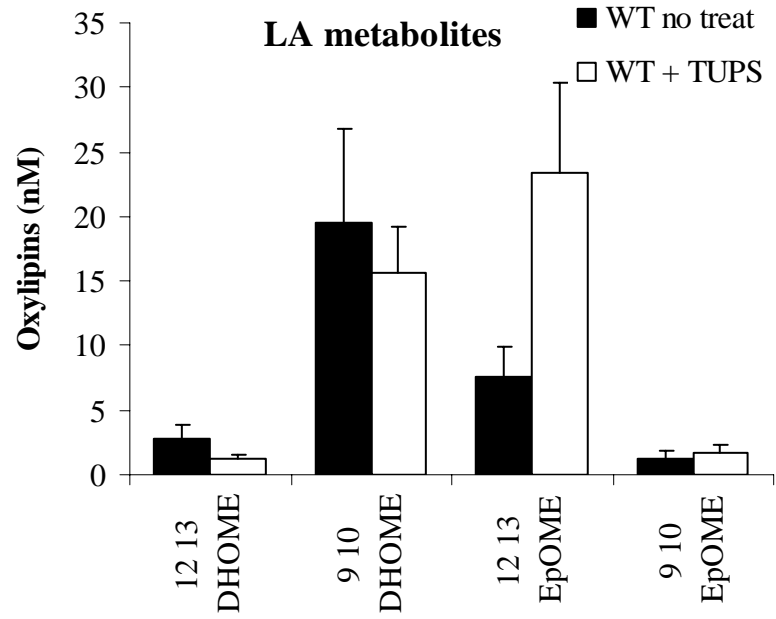 LA metabolites
WT no treat
WT + TUPS
Oxylipins (nM)
35
30
25
20
15
10
5
0
12 13
DHOME
9 10
DHOME
12 13
EpOME
9 10
EpOME